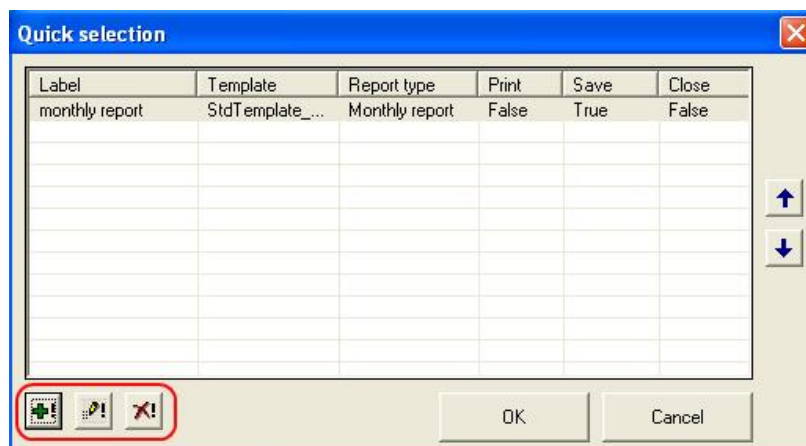 Quick selection
Label Template Report type Print Save Close
monthly report StdTemplate_... Monthly report False True False
OK Cancel